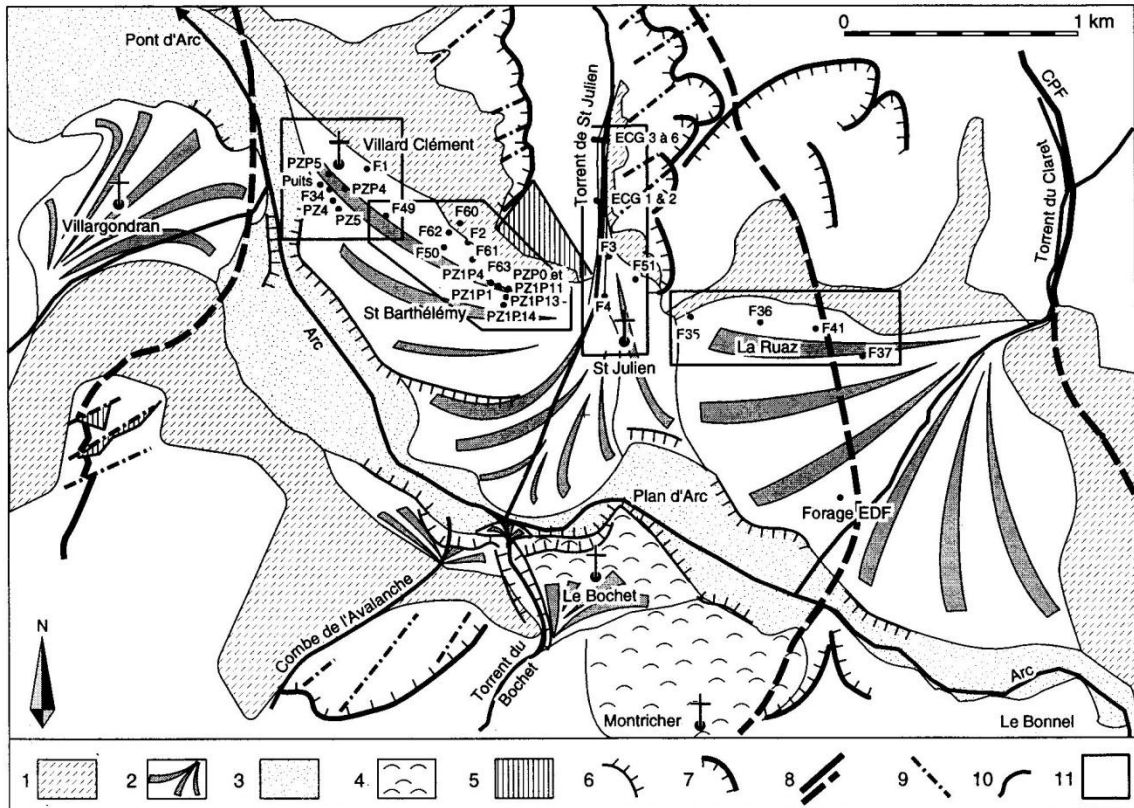 0 1 km
Pont d'Arc
Villard Clément
Torrent de St Julien
ECG 3 à 6
CPF
PZP5
F1
Puits
PZP4
F34
PZ4
PZ5
F49
F60
ECG 1 & 2
Torrent du Claret
Villargondran
F62
F2
F50
F61
F3
F51
PZ1P4
F63
PZP0 et
PZ1P1
PZ1P11
PZ1P13 -
PZ1P14
F4
St Barthélémy
F35
F36
F41
La Ruaz
F37
Arc
St Julien
Plan d'Arc
Forage EDF
Le Bochet
Combe de l'Avalanche
Torrent du
Bochet
N
Arc
Montricher
Le Bonnel
1 2 3 4 5 6 7 8 9 10 11